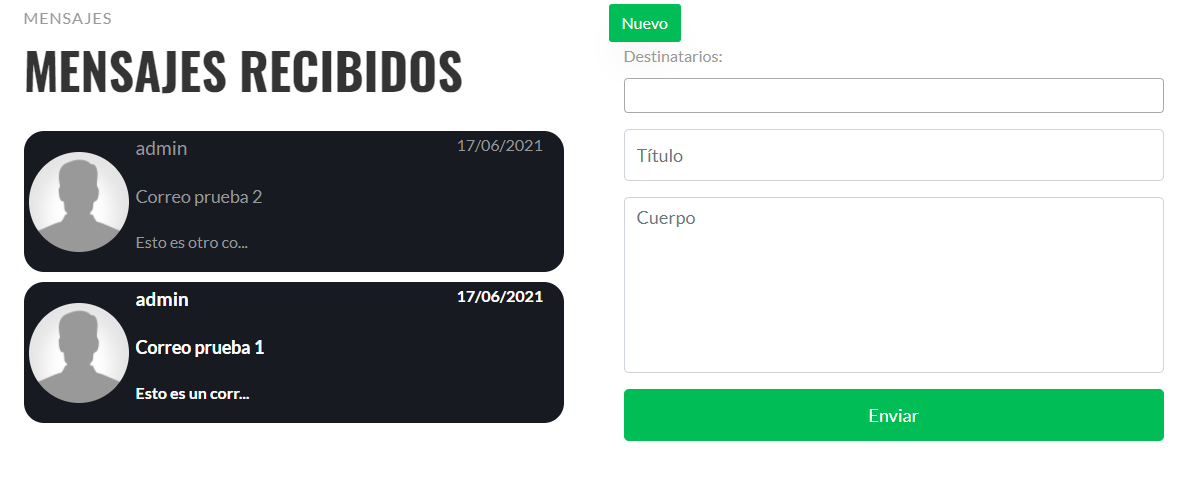 MENSAJES
MENSAJES RECIBIDOS
admin
17/06/2021
Correo prueba 2
Esto es otro co...
admin
17/06/2021
Correo prueba 1
Esto es un corr...
Nuevo
Destinatarios:
Título
Cuerpo
Enviar